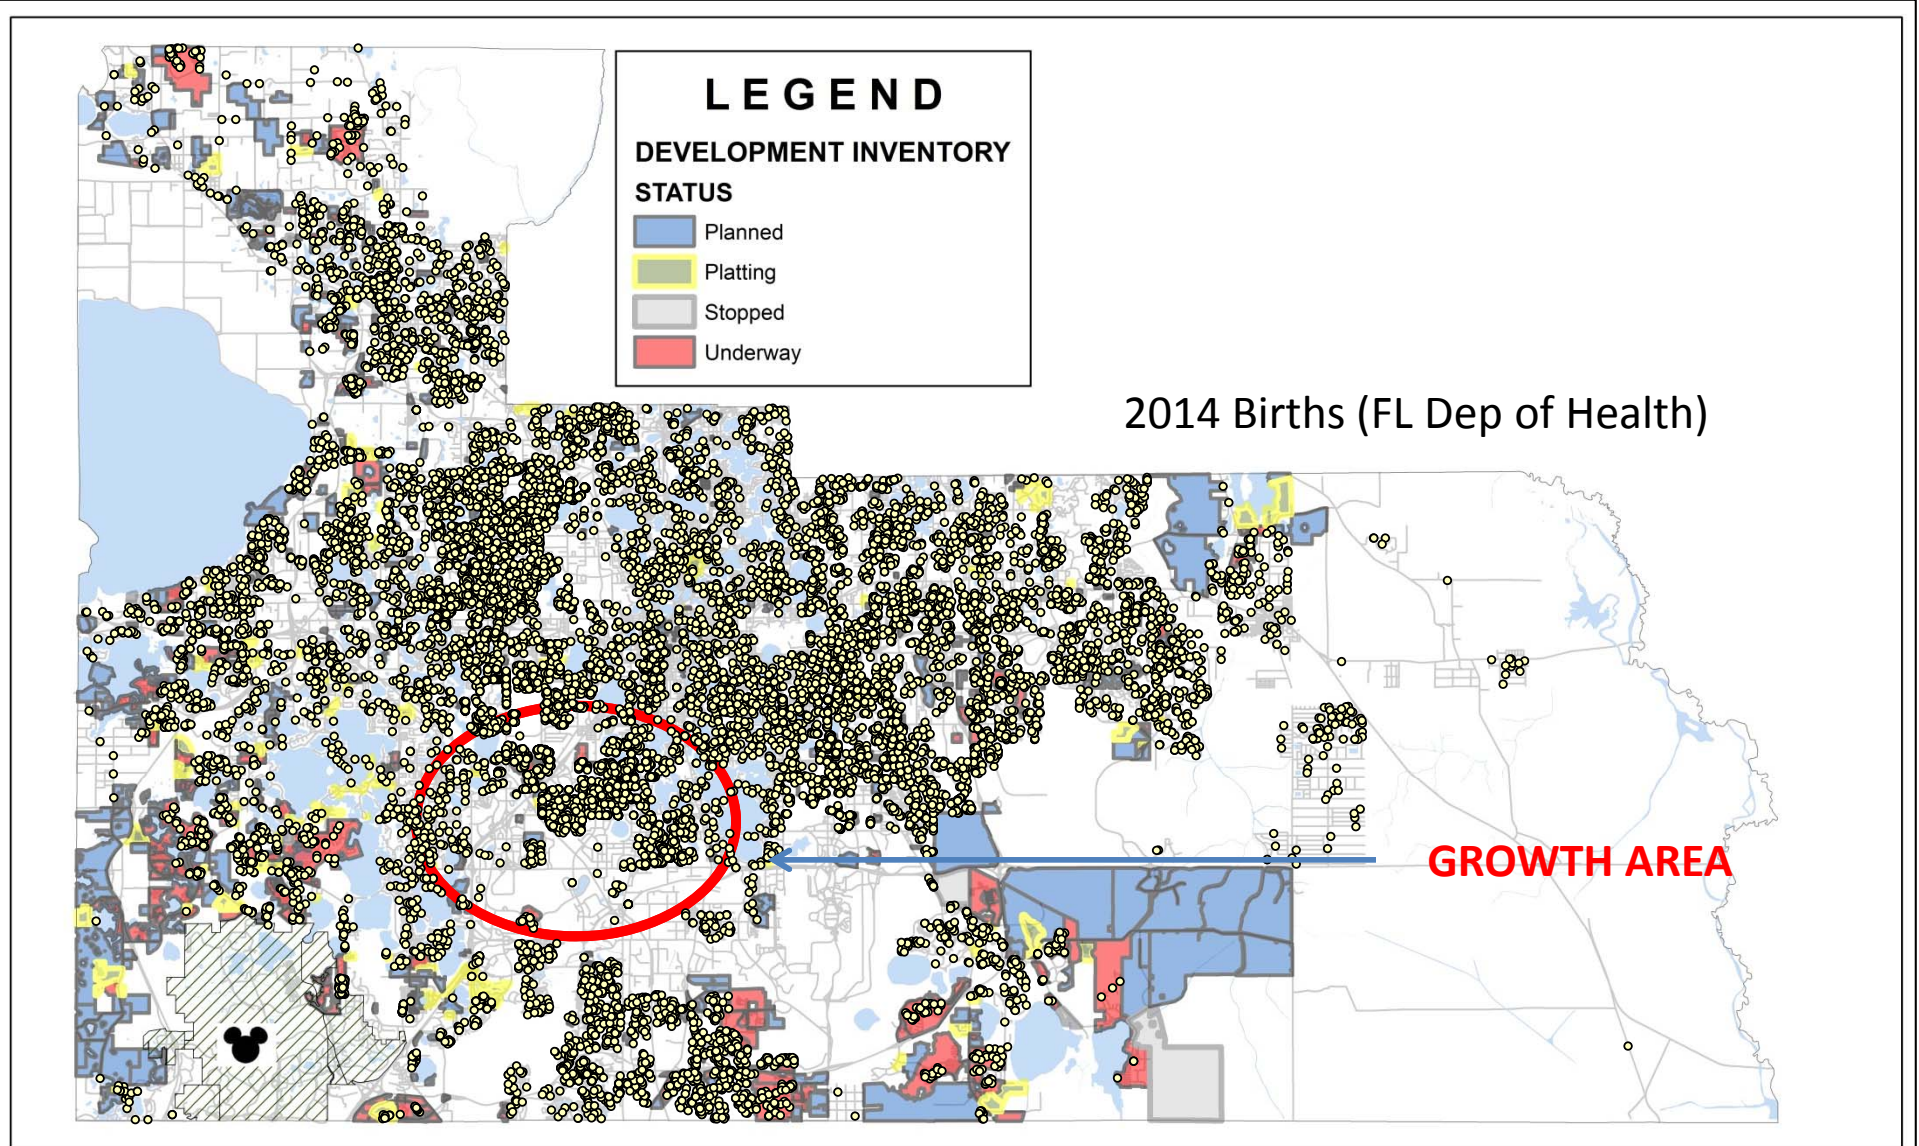 LEGEND
DEVELOPMENT INVENTORY
STATUS
Planned
Platting
Stopped
Underway
2014 Births (FL Dep of Health)
GROWTH AREA